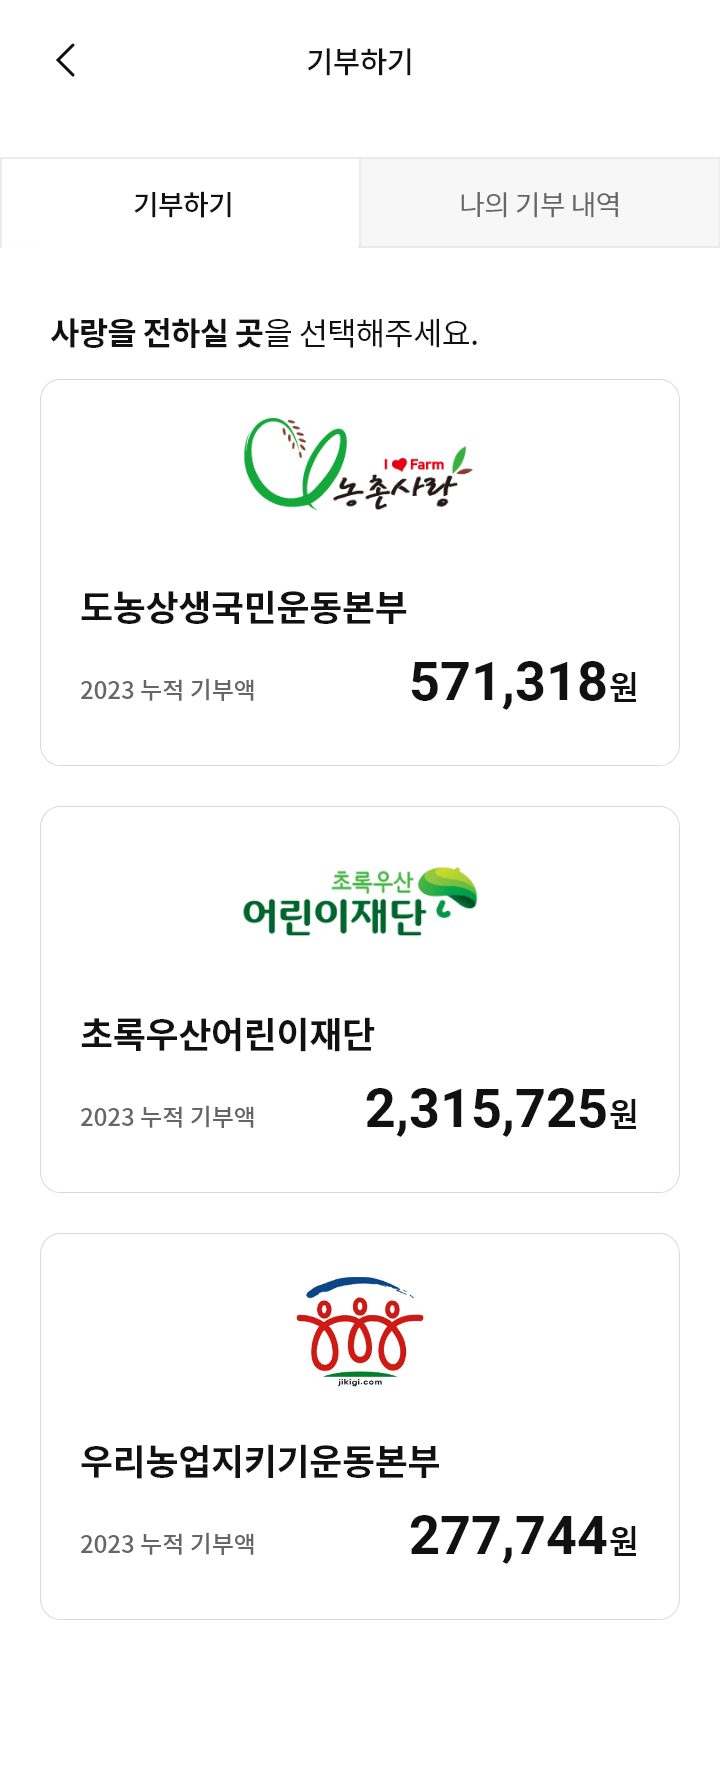 기부하기
기부하기
나의 기부 내역
사랑을 전하실 곳을 선택해주세요.
I Farm
농촌사랑
도농상생국민운동본부
2023 누적 기부액
571,318원
초록우산
어린이재단
초록우산어린이재단
2023 누적 기부액
2,315,725원
jikigi.com
우리농업지키기운동본부
2023 누적 기부액
277,744원